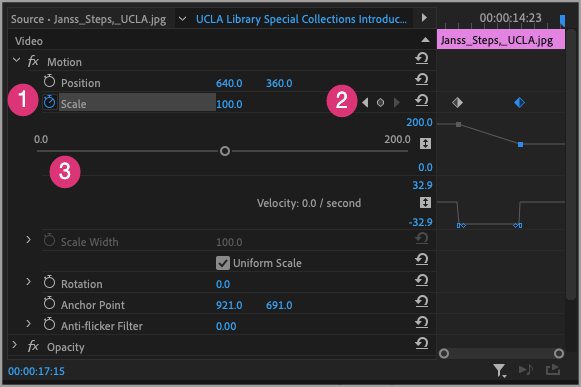 Source • Janss_Steps,_UCLA.jpg UCLA Library Special Collections Introduc... 00:00:14:23
Video Janss_Steps,_UCLA.jpg
fx Motion
Position 640.0 360.0
1 Scale 100.0 2
200.0
0.0 200.0
3 0.0
32.9
Velocity: 0.0 / second
-32.9
Scale Width 100.0
Uniform Scale
Rotation 0.0
Anchor Point 921.0 691.0
Anti-flicker Filter 0.00
fx Opacity
00:00:17:15